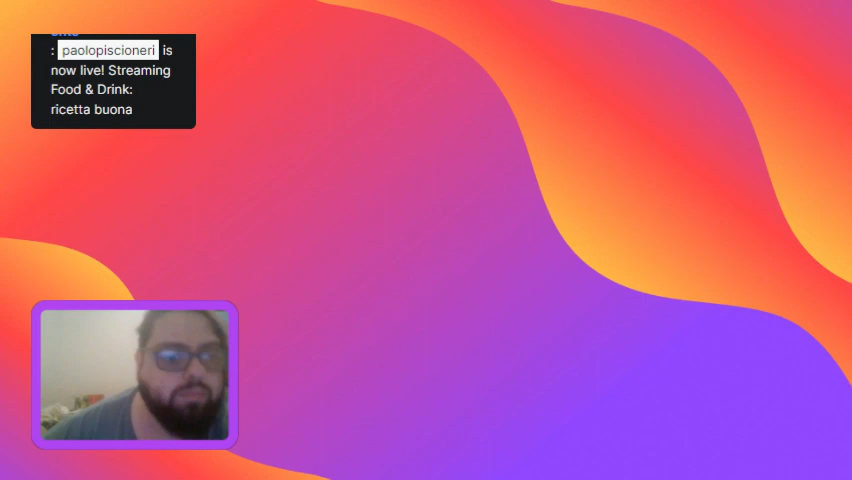 : paolopiscioneri is
now live! Streaming
Food & Drink:
ricetta buona